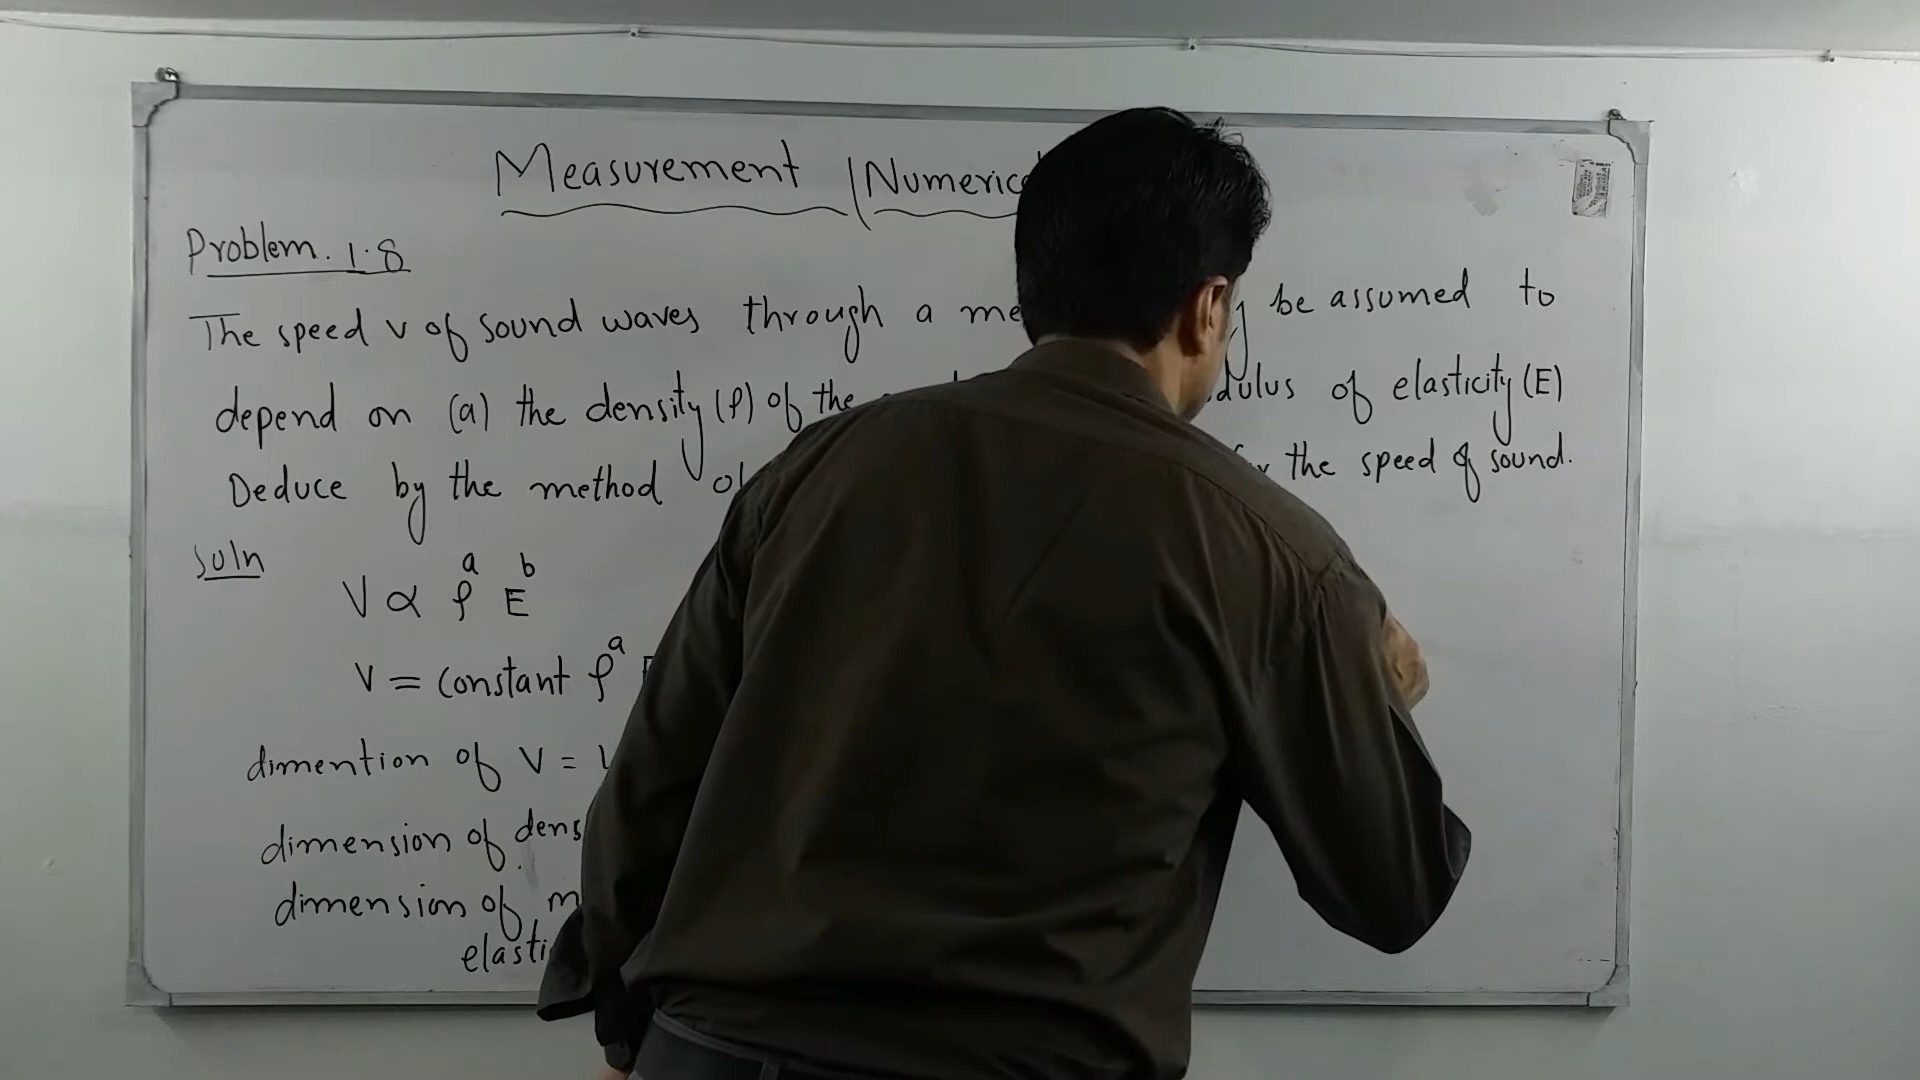 Measurement (Numeric
Problem. 1.8
The speed v of sound waves through a me be assumed to
depend on (a) the density (ρ) of the dulus of elasticity (E)
Deduce by the method of the speed of sound.
Soln
V ∝ ρ^a E^b
V = constant ρ^a
dimention of V = L
dimension of dens
dimension of m
elasti